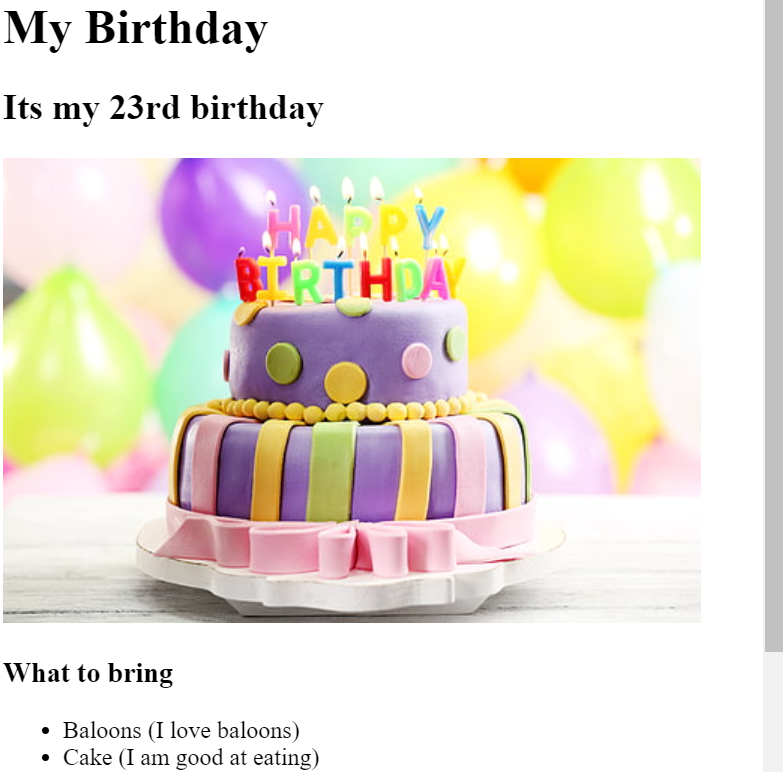 My Birthday
Its my 23rd birthday
HAPPY
BIRTHDAY
What to bring
Baloons (I love baloons)
Cake (I am good at eating)